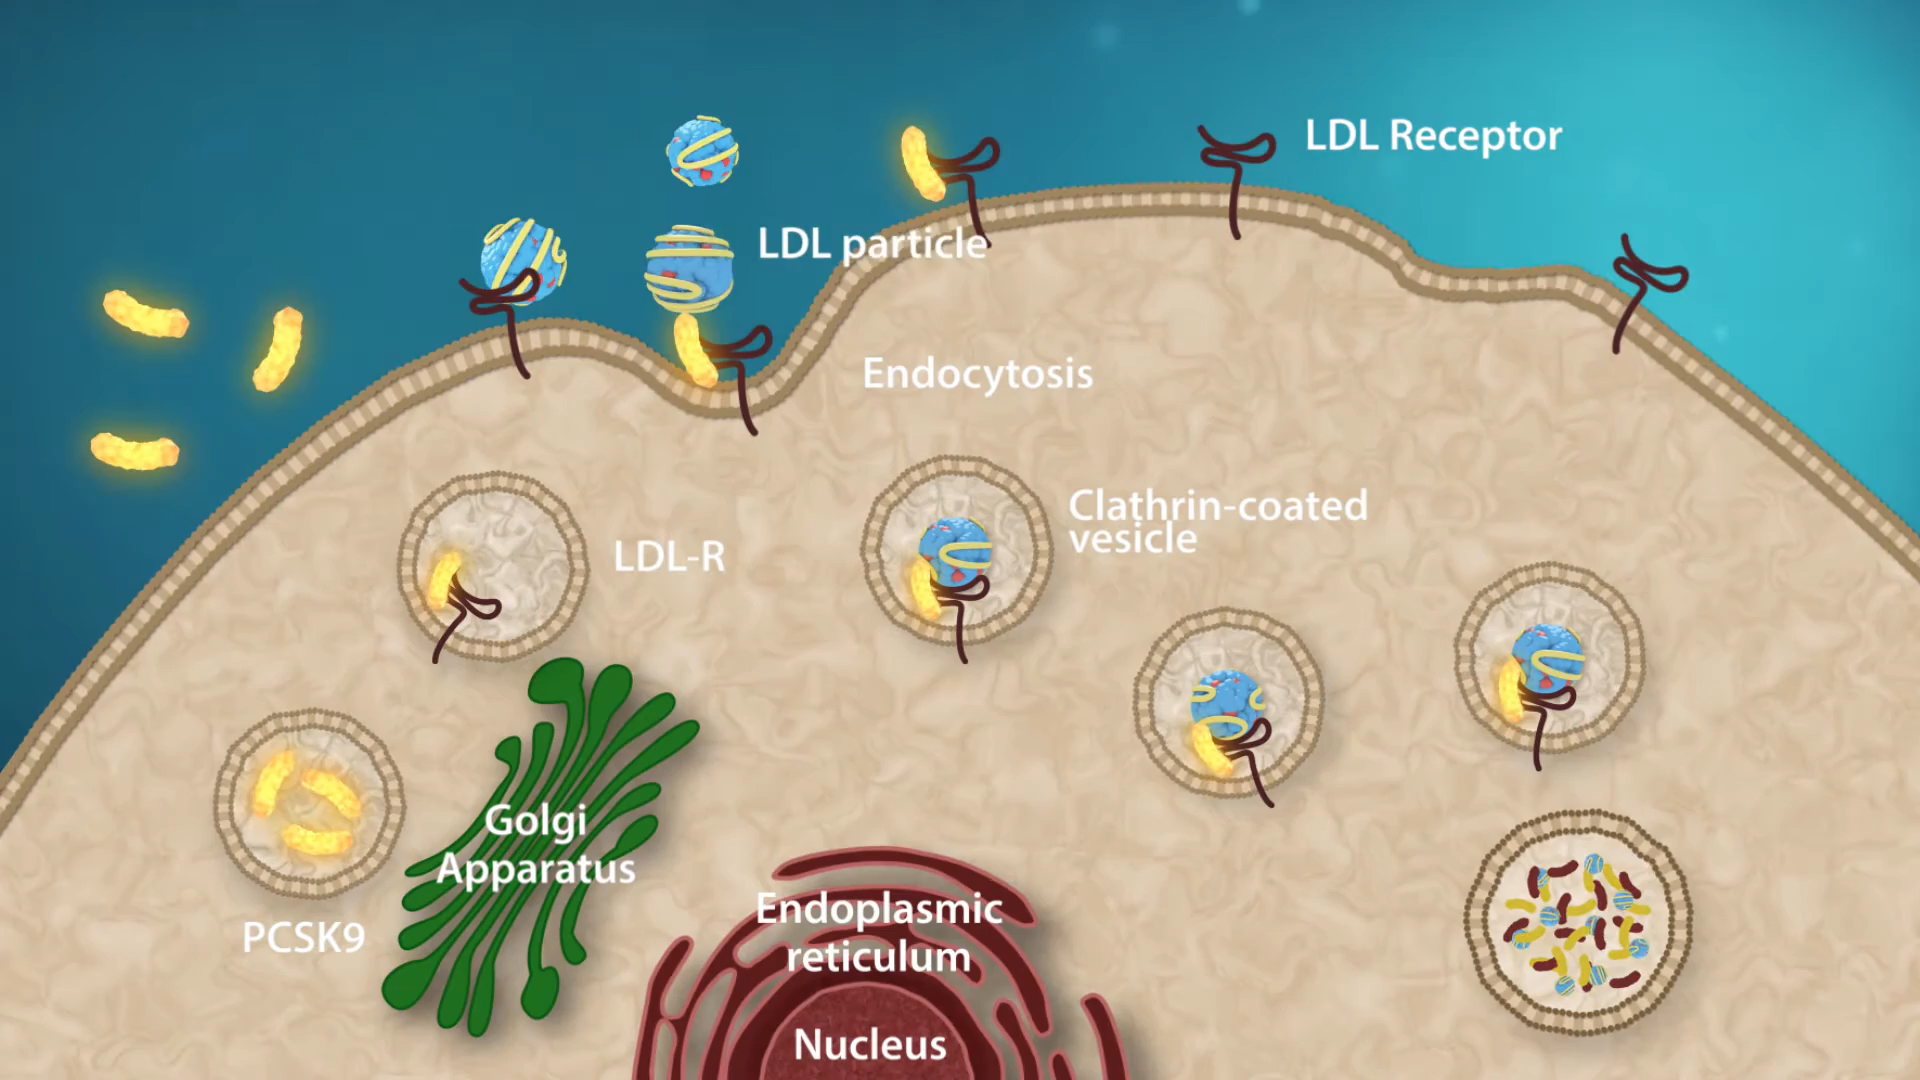 LDL Receptor
LDL particle
Endocytosis
Clathrin-coated
vesicle
LDL-R
Golgi
Apparatus
PCSK9
Endoplasmic
reticulum
Nucleus